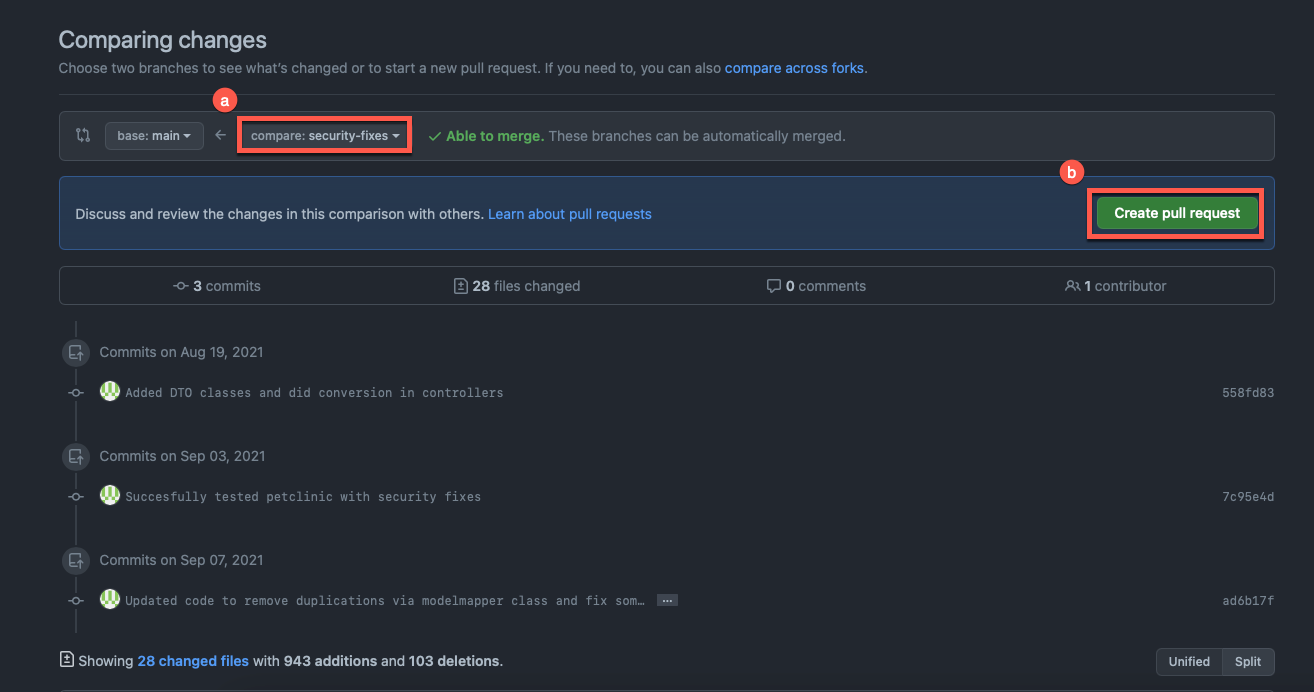 Comparing changes
Choose two branches to see what's changed or to start a new pull request. If you need to, you can also compare across forks.
a
base: main compare: security-fixes Able to merge. These branches can be automatically merged.
b
Discuss and review the changes in this comparison with others. Learn about pull requests Create pull request
3 commits 28 files changed 0 comments 1 contributor
Commits on Aug 19, 2021
Added DTO classes and did conversion in controllers 558fd83
Commits on Sep 03, 2021
Succesfully tested petclinic with security fixes 7c95e4d
Commits on Sep 07, 2021
Updated code to remove duplications via modelmapper class and fix som… … ad6b17f
Showing 28 changed files with 943 additions and 103 deletions. Unified Split